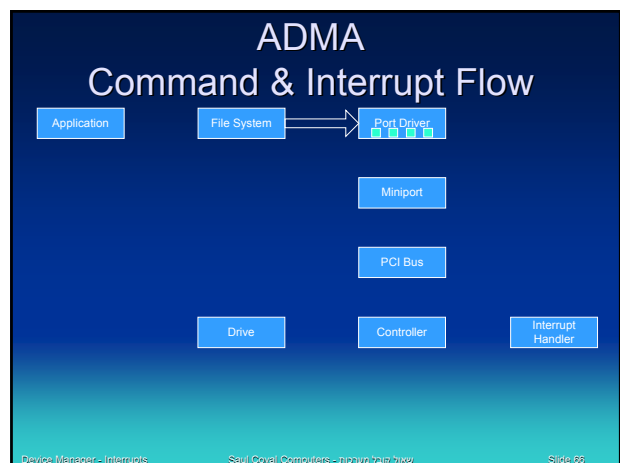 ADMA
Command & Interrupt Flow
Application
File System
Port Driver
Miniport
PCI Bus
Drive
Controller
Interrupt
Handler
Device Manager - Interrupts
Saul Coval Computers -
Slide 66